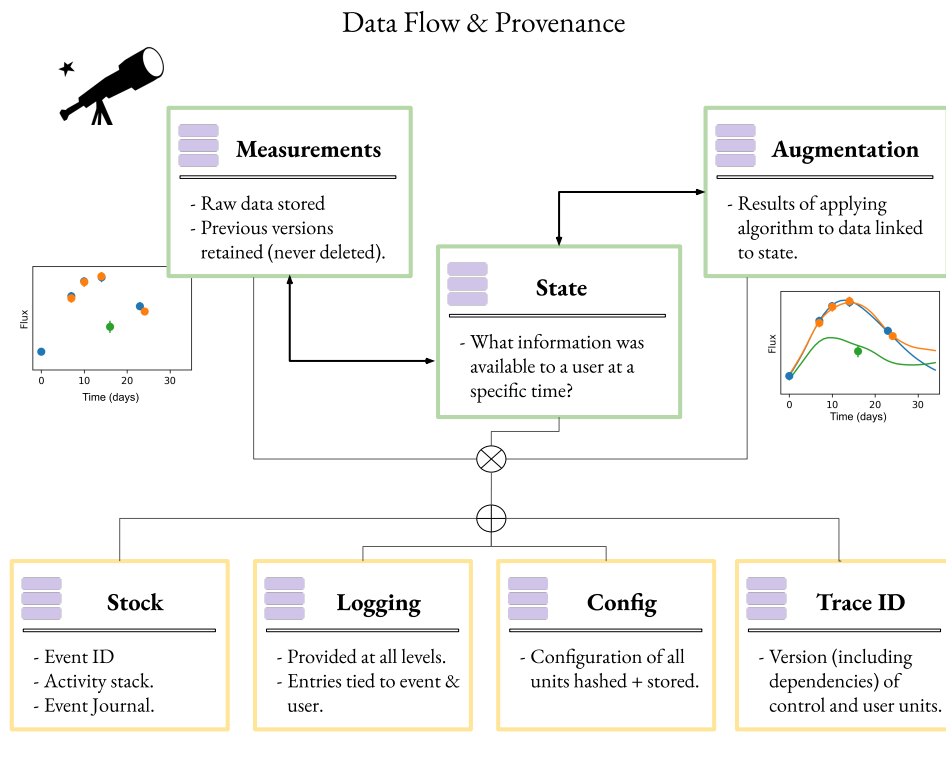 Data Flow & Provenance
Measurements
- Raw data stored
- Previous versions
retained (never deleted).
Augmentation
- Results of applying
algorithm to data linked
to state.
State
- What information was
available to a user at a
specific time?
Flux
0 10 20 30
Time (days)
Flux
0 10 20 30
Time (days)
Stock
- Event ID
- Activity stack.
- Event Journal.
Logging
- Provided at all levels.
- Entries tied to event &
user.
Config
- Configuration of all
units hashed + stored.
Trace ID
- Version (including
dependencies) of
control and user units.